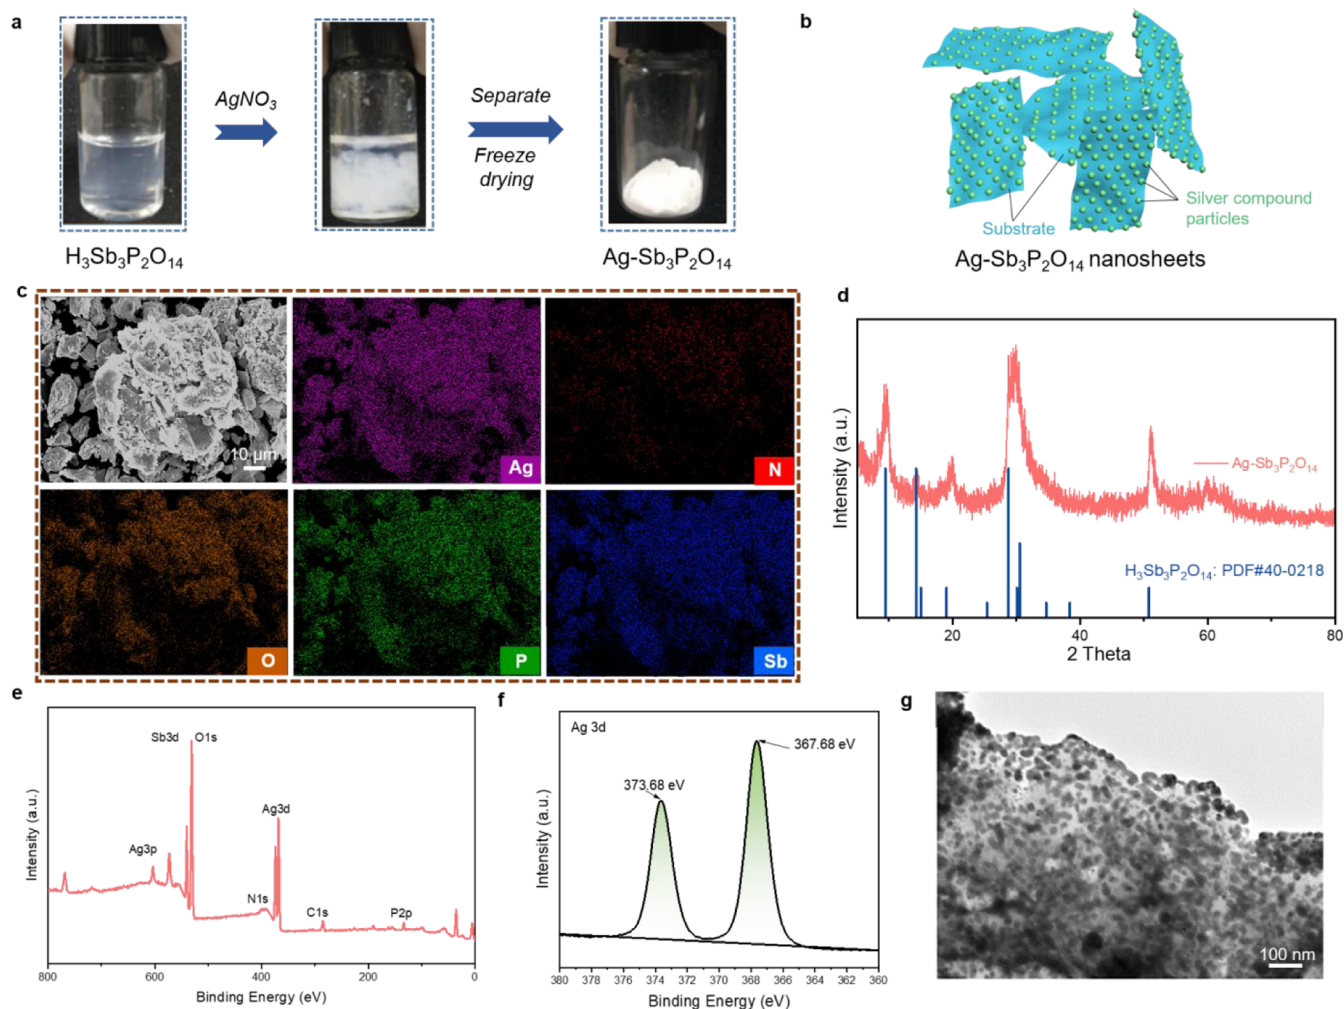 a
AgNO₃
Separate
Freeze
drying
H₃Sb₃P₂O₁₄
Ag-Sb₃P₂O₁₄
b
Substrate
Silver compound
particles
Ag-Sb₃P₂O₁₄ nanosheets
c
10 μm
Ag
N
O
P
Sb
d
Intensity (a.u.)
Ag-Sb₃P₂O₁₄
H₃Sb₃P₂O₁₄: PDF#40-0218
20
40
60
80
2 Theta
e
Intensity (a.u.)
Sb3d
O1s
Ag3d
Ag3p
N1s
C1s
P2p
800
600
400
200
0
Binding Energy (eV)
f
Intensity (a.u.)
Ag 3d
373.68 eV
367.68 eV
380
378
376
374
372
370
368
366
364
362
360
Binding Energy (eV)
g
100 nm